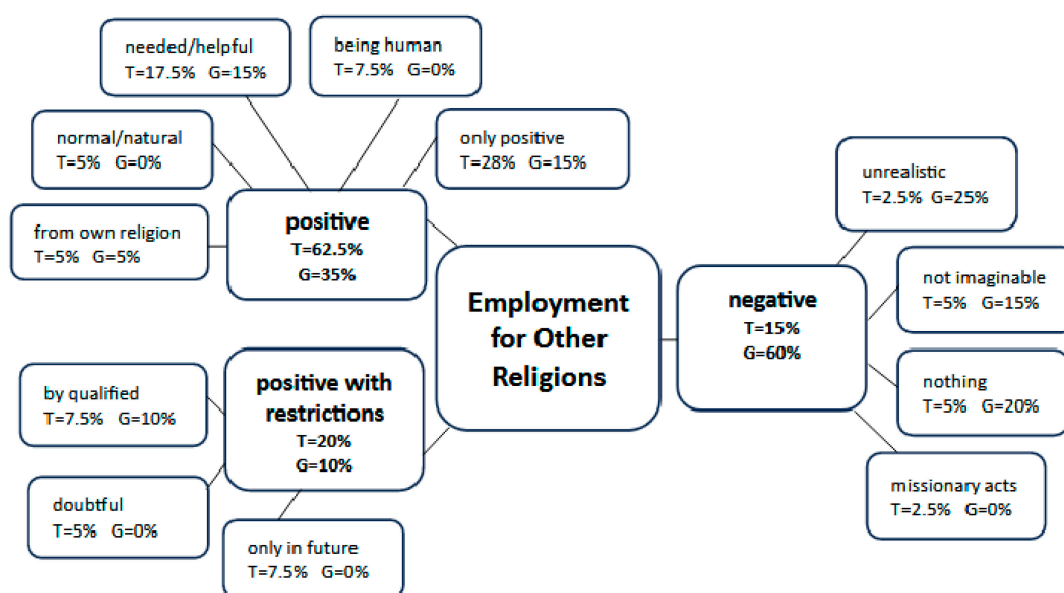 needed/helpful
T=17.5% G=15%
being human
T=7.5% G=0%
normal/natural
T=5% G=0%
only positive
T=28% G=15%
from own religion
T=5% G=5%
positive
T=62.5%
G=35%
Employment
for Other
Religions
unrealistic
T=2.5% G=25%
negative
T=15%
G=60%
not imaginable
T=5% G=15%
nothing
T=5% G=20%
missionary acts
T=2.5% G=0%
by qualified
T=7.5% G=10%
positive with
restrictions
T=20%
G=10%
doubtful
T=5% G=0%
only in future
T=7.5% G=0%